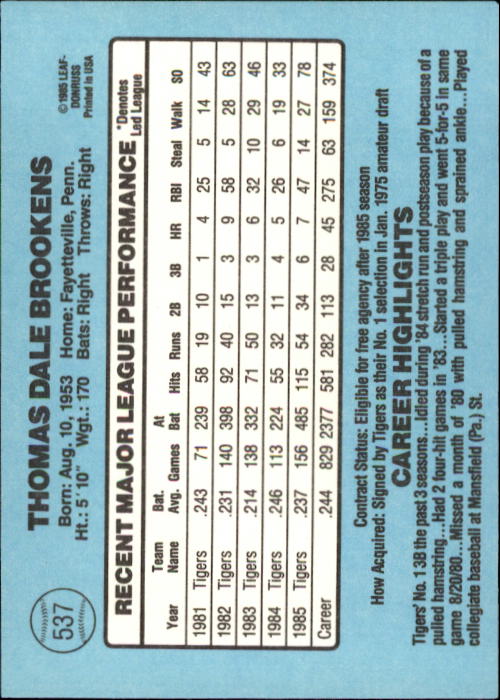 537
THOMAS DALE BROOKENS
Born: Aug. 10, 1953 Home: Fayetteville, Penn.
Ht.: 5'10" Wgt.: 170 Bats: Right Throws: Right
©1985 LEAF-
DONRUSS
Printed in USA
RECENT MAJOR LEAGUE PERFORMANCE *Denotes
Led League
Year Team Name Bat. Avg. Games At Bat Hits Runs 2B 3B HR RBI Steal Walk SO
1981 Tigers .243 71 239 58 19 10 1 4 25 5 14 43
1982 Tigers .231 140 398 92 40 15 3 9 58 5 28 63
1983 Tigers .214 138 332 71 50 13 3 6 32 10 29 46
1984 Tigers .246 113 224 55 32 11 4 5 26 6 19 33
1985 Tigers .237 156 485 115 54 34 6 7 47 14 27 78
Career .244 829 2377 581 282 113 28 45 275 63 159 374
Contract Status: Eligible for free agency after 1985 season
How Acquired: Signed by Tigers as their No. 1 selection in Jan. 1975 amateur draft
CAREER HIGHLIGHTS
Tigers' No. 1 3B the past 3 seasons...Idled during '84 stretch run and postseason play because of a
pulled hamstring...Had 2 four-hit games in '83...Started a triple play and went 5-for-5 in same
game 8/20/80...Missed a month of '80 with pulled hamstring and sprained ankle...Played
collegiate baseball at Mansfield (Pa.) St.